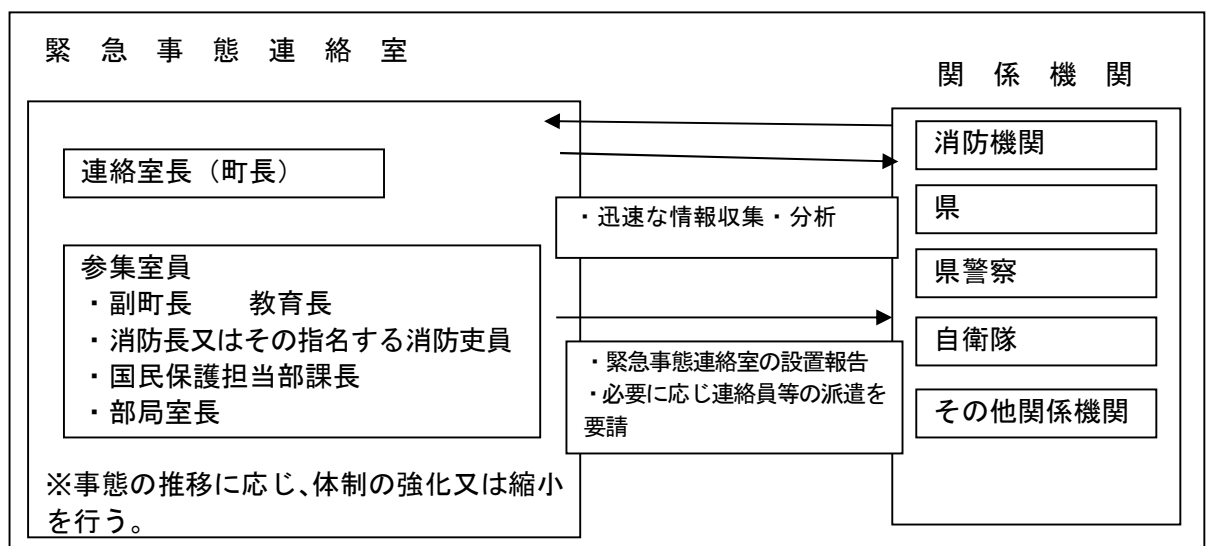 緊急事態連絡室
連絡室長（町長）
参集室員
・副町長　　教育長
・消防長又はその指名する消防吏員
・国民保護担当部課長
・部局室長
※事態の推移に応じ、体制の強化又は縮小
を行う。
・迅速な情報収集・分析
・緊急事態連絡室の設置報告
・必要に応じ連絡員等の派遣を
要請
関係機関
消防機関
県
県警察
自衛隊
その他関係機関